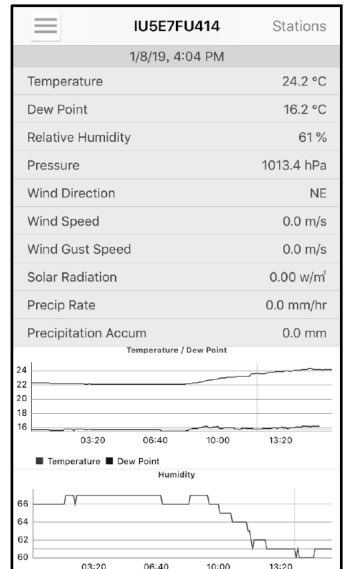 IU5E7FU414 Stations
1/8/19, 4:04 PM
Temperature 24.2 °C
Dew Point 16.2 °C
Relative Humidity 61 %
Pressure 1013.4 hPa
Wind Direction NE
Wind Speed 0.0 m/s
Wind Gust Speed 0.0 m/s
Solar Radiation 0.00 w/m²
Precip Rate 0.0 mm/hr
Precipitation Accum 0.0 mm
Temperature / Dew Point
24
22
20
18
16
03:20 06:40 10:00 13:20
Temperature Dew Point
Humidity
66
64
62
60
03:20 06:40 10:00 13:20